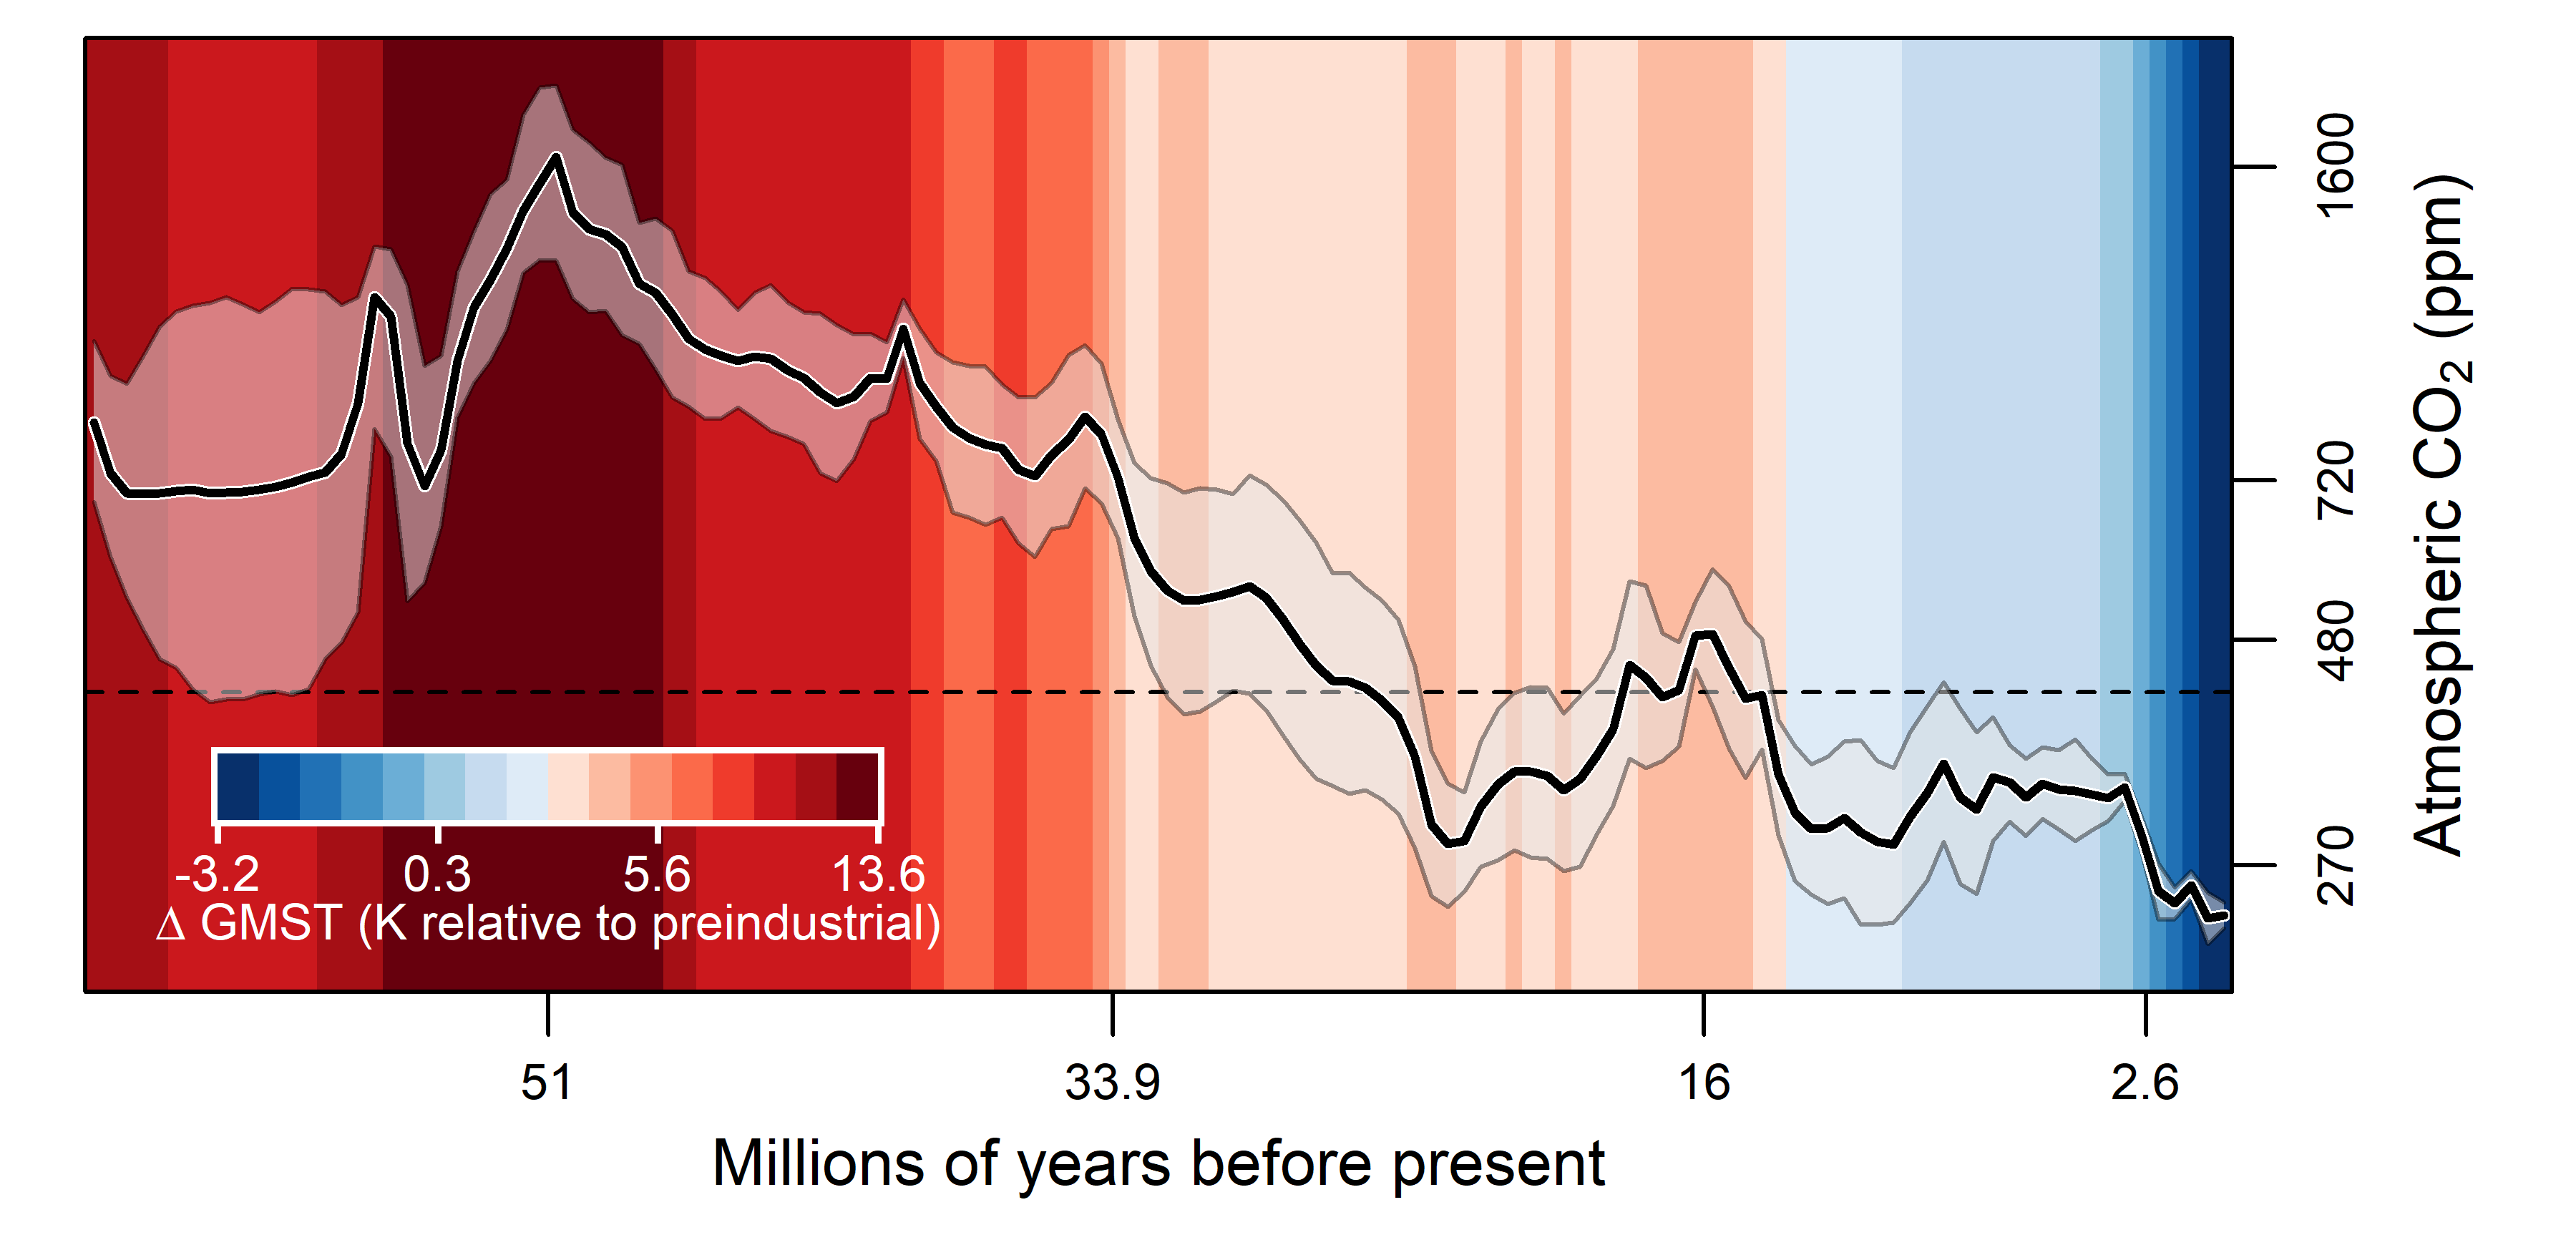 1600
720
480
270
Atmospheric CO₂ (ppm)
-3.2 0.3 5.6 13.6
Δ GMST (K relative to preindustrial)
51 33.9 16 2.6
Millions of years before present